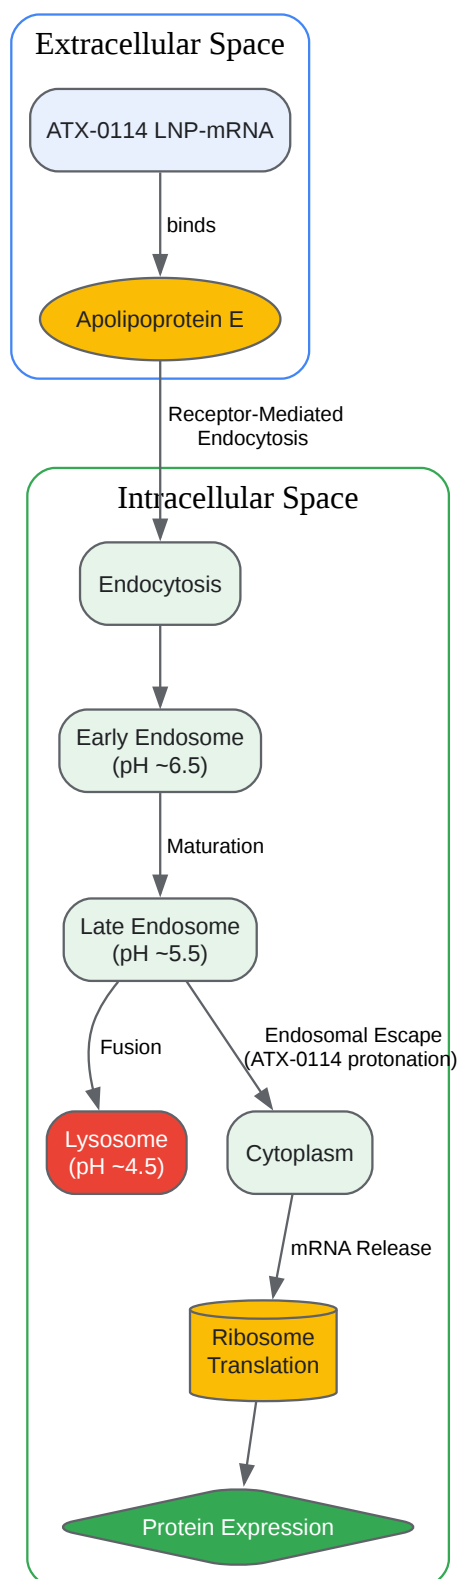 Extracellular Space
ATX-0114 LNP-mRNA
binds
Apolipoprotein E
Receptor-Mediated
Endocytosis
Intracellular Space
Endocytosis
Early Endosome
(pH ~6.5)
Maturation
Late Endosome
(pH ~5.5)
Fusion
Endosomal Escape
(ATX-0114 protonation)
Lysosome
(pH ~4.5)
Cytoplasm
mRNA Release
Ribosome
Translation
Protein Expression